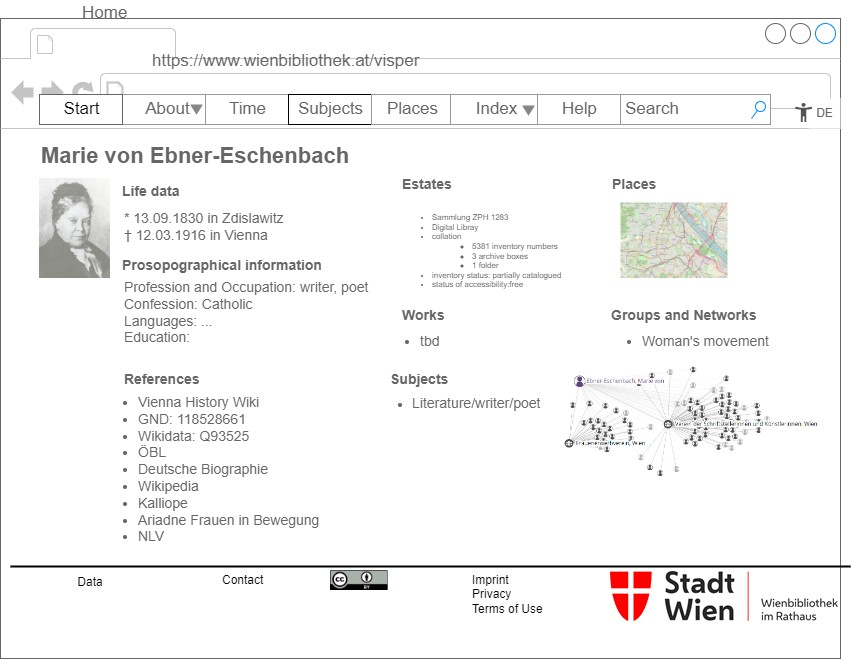 Home
https://www.wienbibliothek.at/visper
Start
About
Time
Subjects
Places
Index
Help
Search
DE
Marie von Ebner-Eschenbach
Life data
* 13.09.1830 in Zdislawitz
† 12.03.1916 in Vienna
Prosopographical information
Profession and Occupation: writer, poet
Confession: Catholic
Languages: ...
Education:
References
Vienna History Wiki
GND: 118528661
Wikidata: Q93525
ÖBL
Deutsche Biographie
Wikipedia
Kalliope
Ariadne Frauen in Bewegung
NLV
Estates
Sammlung ZPH 1283
Digital Libray
collation
5381 inventory numbers
3 archive boxes
1 folder
inventory status: partially catalogued
status of accessibility:free
Works
tbd
Subjects
Literature/writer/poet
Places
Groups and Networks
Woman's movement
Ebner-Eschenbach, Marie von
Verein der Schriftstellerinnen und Künstlerinnen, Wien
Frauenerwerbverein, Wien
Data
Contact
cc
BY
Imprint
Privacy
Terms of Use
Stadt
Wien
Wienbibliothek
im Rathaus